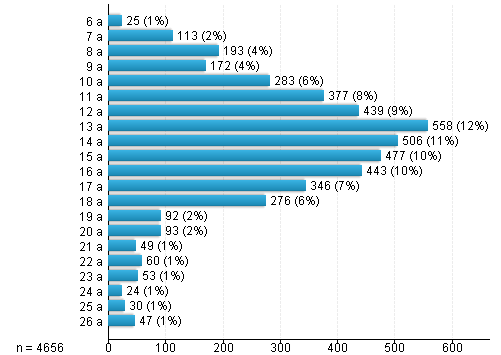 6 a 25 (1%)
7 a 113 (2%)
8 a 193 (4%)
9 a 172 (4%)
10 a 283 (6%)
11 a 377 (8%)
12 a 439 (9%)
13 a 558 (12%)
14 a 506 (11%)
15 a 477 (10%)
16 a 443 (10%)
17 a 346 (7%)
18 a 276 (6%)
19 a 92 (2%)
20 a 93 (2%)
21 a 49 (1%)
22 a 60 (1%)
23 a 53 (1%)
24 a 24 (1%)
25 a 30 (1%)
26 a 47 (1%)
n = 4656 0 100 200 300 400 500 600